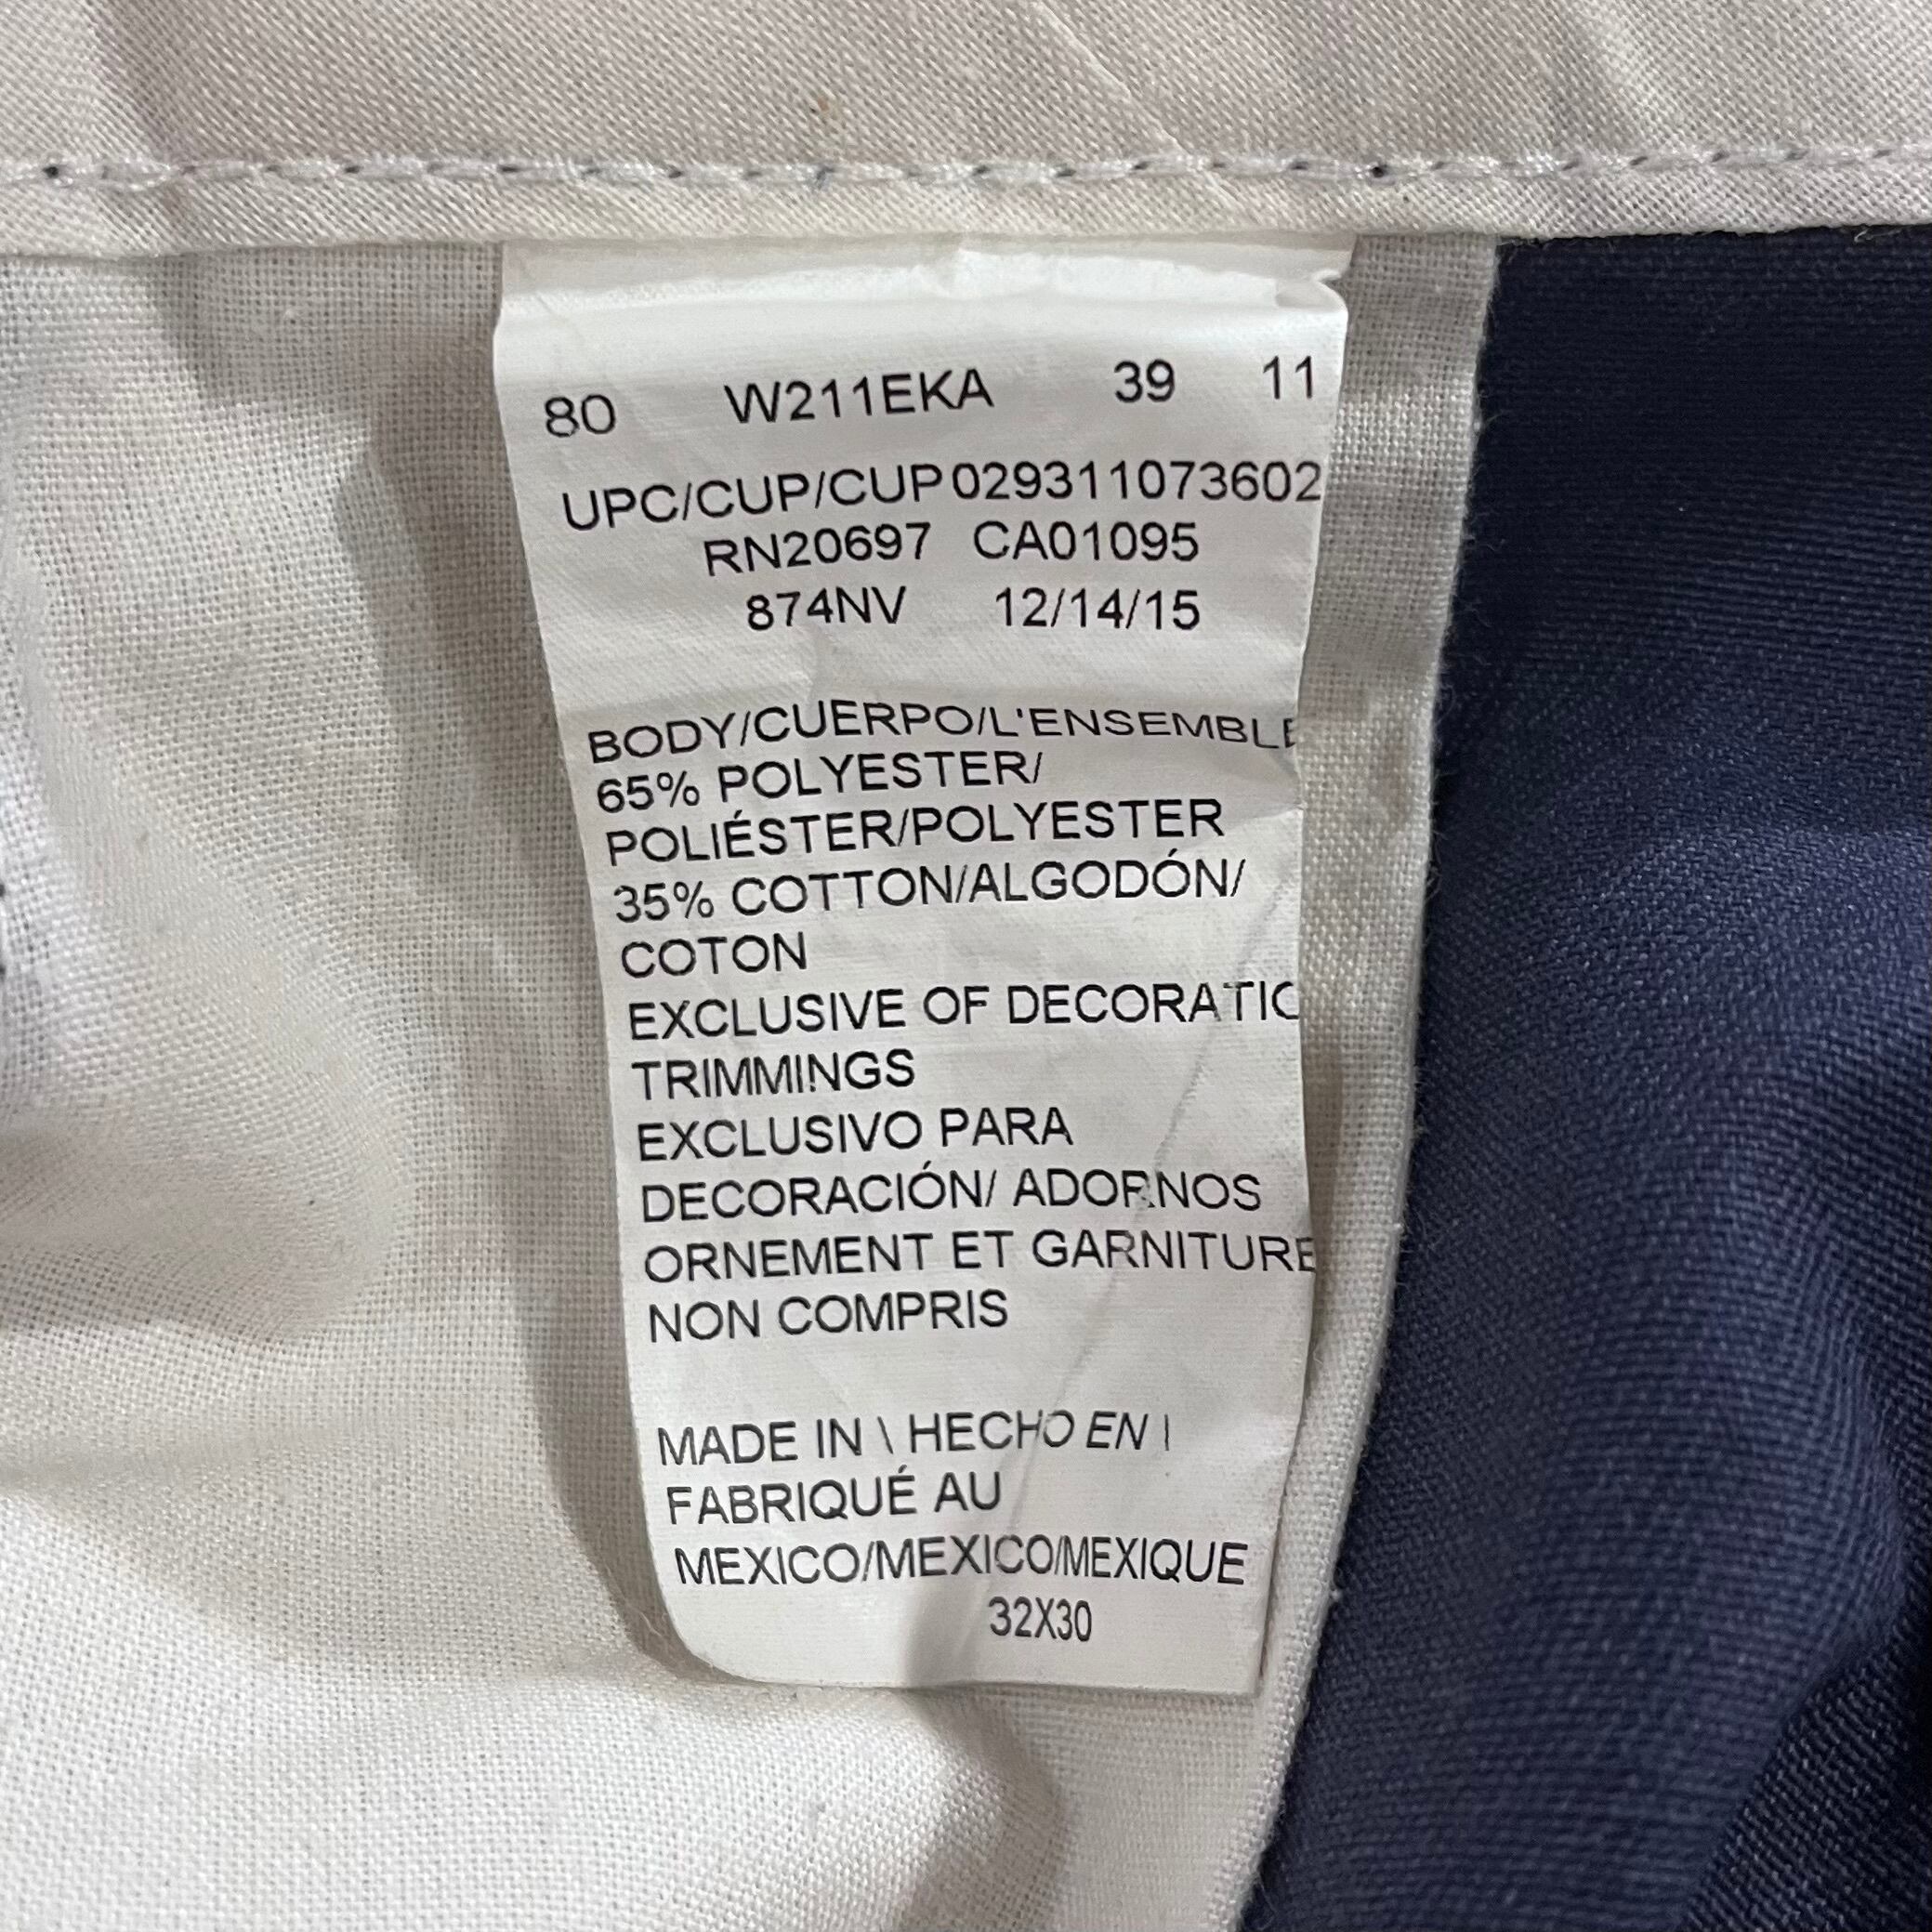 80 W211EKA 39 11
UPC/CUP/CUP 029311073602
RN20697 CA01095
874NV 12/14/15
BODY/CUERPO/L'ENSEMBLE
65% POLYESTER/
POLIÉSTER/POLYESTER
35% COTTON/ALGODÓN/
COTON
EXCLUSIVE OF DECORATIO
TRIMMINGS
EXCLUSIVO PARA
DECORACIÓN/ ADORNOS
ORNEMENT ET GARNITURE
NON COMPRIS
MADE IN \ HECHO EN |
FABRIQUÉ AU
MEXICO/MEXICO/MEXIQUE
32X30